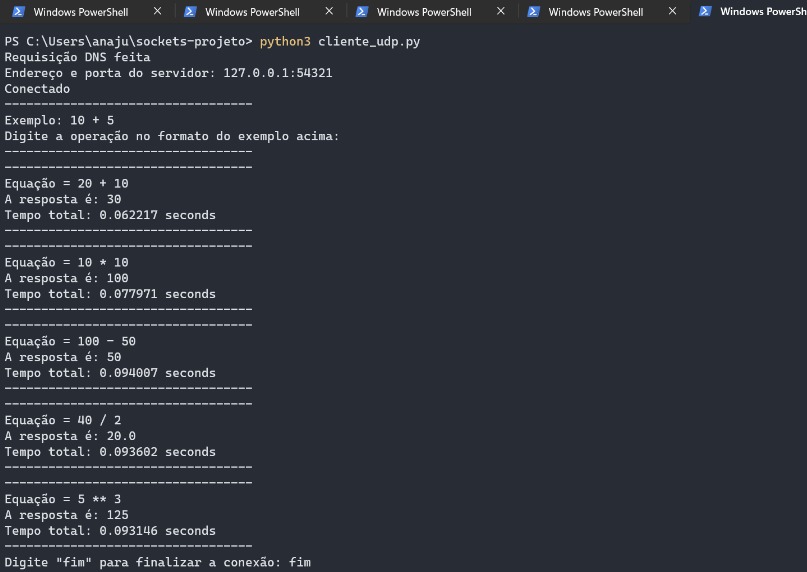 Windows PowerShell
Windows PowerShell
Windows PowerShell
Windows PowerShell
Windows PowerSh
PS C:\Users\anaju\sockets-projeto> python3 cliente_udp.py
Requisição DNS feita
Endereço e porta do servidor: 127.0.0.1:54321
Conectado
---------------------------------
Exemplo: 10 + 5
Digite a operação no formato do exemplo acima:
---------------------------------
---------------------------------
Equação = 20 + 10
A resposta é: 30
Tempo total: 0.062217 seconds
---------------------------------
---------------------------------
Equação = 10 * 10
A resposta é: 100
Tempo total: 0.077971 seconds
---------------------------------
---------------------------------
Equação = 100 - 50
A resposta é: 50
Tempo total: 0.094007 seconds
---------------------------------
---------------------------------
Equação = 40 / 2
A resposta é: 20.0
Tempo total: 0.093602 seconds
---------------------------------
---------------------------------
Equação = 5 ** 3
A resposta é: 125
Tempo total: 0.093146 seconds
---------------------------------
Digite "fim" para finalizar a conexão: fim